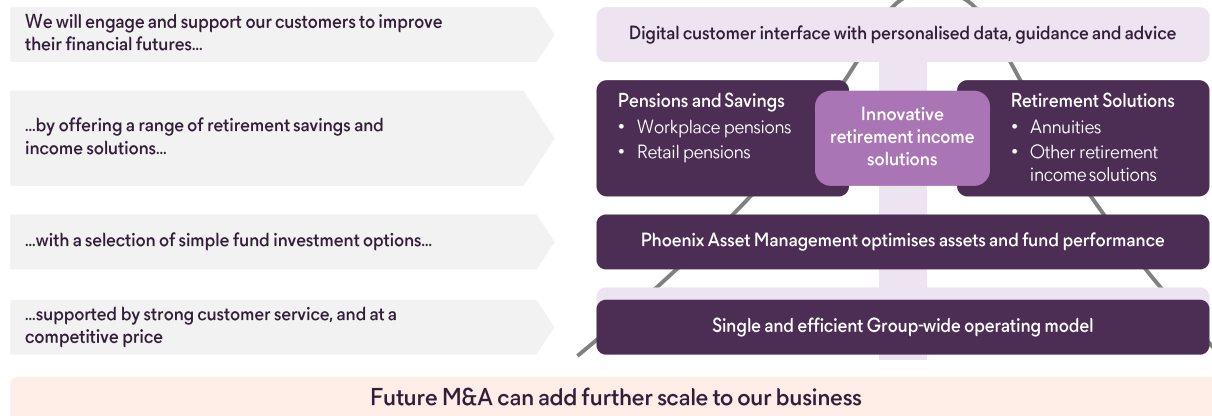 We will engage and support our customers to improve
their financial futures...
Digital customer interface with personalised data, guidance and advice
...by offering a range of retirement savings and
income solutions...
Pensions and Savings
• Workplace pensions
• Retail pensions
Innovative
retirement income
solutions
Retirement Solutions
• Annuities
• Other retirement
income solutions
...with a selection of simple fund investment options...
Phoenix Asset Management optimises assets and fund performance
...supported by strong customer service, and at a
competitive price
Single and efficient Group-wide operating model
Future M&A can add further scale to our business